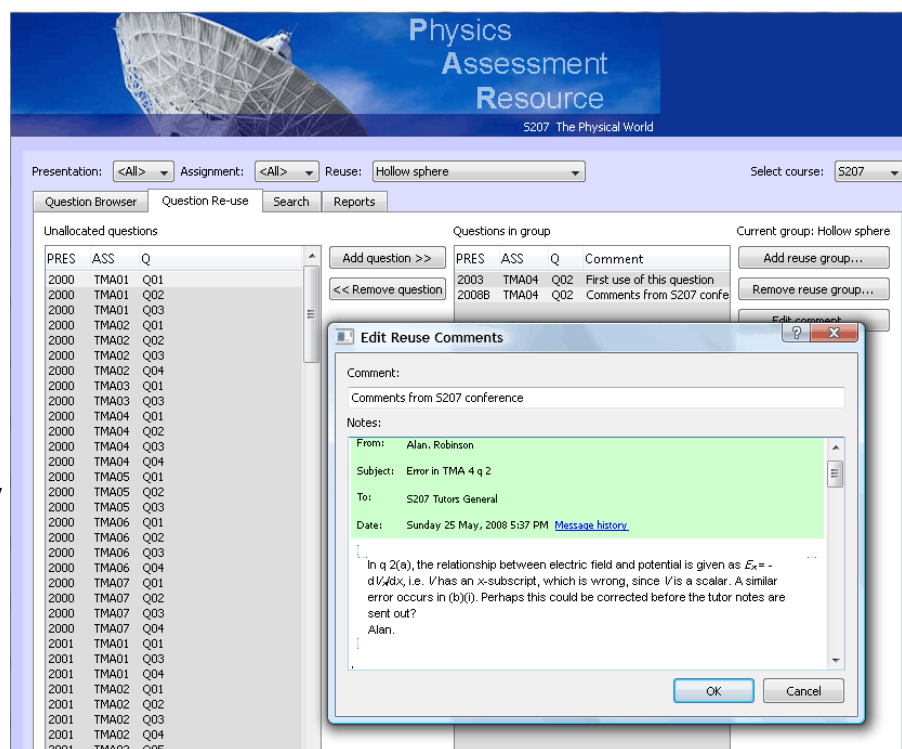 Physics
Assessment
Resource
S207 The Physical World
Presentation: <All> Assignment: <All> Reuse: Hollow sphere Select course: S207
Question Browser Question Re-use Search Reports
Unallocated questions Questions in group Current group: Hollow sphere
PRES ASS Q Add question >> PRES ASS Q Comment Add reuse group...
2000 TMA01 Q01 2003 TMA04 Q02 First use of this question
2000 TMA01 Q02 << Remove question 2008B TMA04 Q02 Comments from S207 confe Remove reuse group...
2000 TMA01 Q03
2000 TMA02 Q01 Edit comment
2000 TMA02 Q02 Edit Reuse Comments
2000 TMA02 Q03
2000 TMA02 Q04 Comment:
2000 TMA03 Q01
2000 TMA03 Q03 Comments from S207 conference
2000 TMA04 Q01 Notes:
2000 TMA04 Q02 From: Alan. Robinson
2000 TMA04 Q03
2000 TMA04 Q04 Subject: Error in TMA 4 q 2
2000 TMA05 Q01
2000 TMA05 Q02 To: S207 Tutors General
2000 TMA05 Q03
2000 TMA06 Q01 Date: Sunday 25 May, 2008 5:37 PM Message history
2000 TMA06 Q02
2000 TMA06 Q03
2000 TMA06 Q04 In q 2(a), the relationship between electric field and potential is given as Eₓ= -
2000 TMA07 Q01 dVₓ/dx, i.e. V has an x-subscript, which is wrong, since V is a scalar. A similar
2000 TMA07 Q02 error occurs in (b)(i). Perhaps this could be corrected before the tutor notes are
2000 TMA07 Q03 sent out?
2000 TMA07 Q04 Alan.
2001 TMA01 Q01
2001 TMA01 Q03
2001 TMA01 Q04
2001 TMA02 Q01 OK Cancel
2001 TMA02 Q02
2001 TMA02 Q03
2001 TMA02 Q04